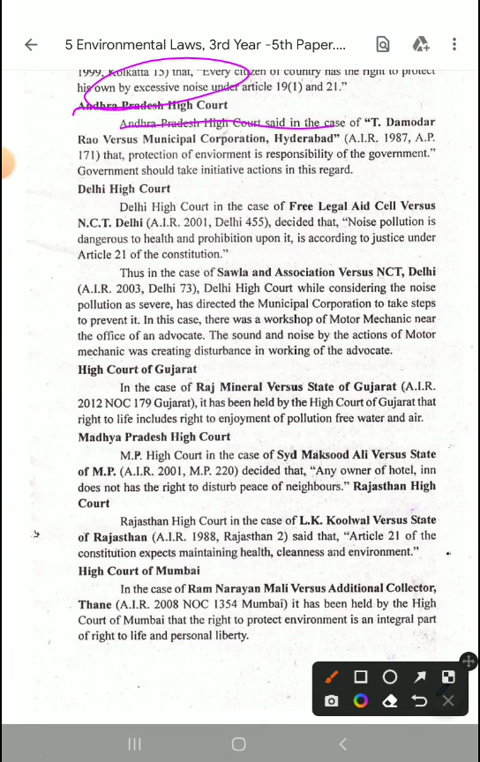 5 Environmental Laws, 3rd Year -5th Paper....
1999, Kolkatta 15) that, "Every citizen of country has the right to protect
his own by excessive noise under article 19(1) and 21."
Andhra Pradesh High Court
Andhra Pradesh High Court said in the case of "T. Damodar
Rao Versus Municipal Corporation, Hyderabad" (A.I.R. 1987, A.P.
171) that, protection of enviorment is responsibility of the government."
Government should take initiative actions in this regard.
Delhi High Court
Delhi High Court in the case of Free Legal Aid Cell Versus
N.C.T. Delhi (A.I.R. 2001, Delhi 455), decided that, "Noise pollution is
dangerous to health and prohibition upon it, is according to justice under
Article 21 of the constitution."
Thus in the case of Sawla and Association Versus NCT, Delhi
(A.I.R. 2003, Delhi 73), Delhi High Court while considering the noise
pollution as severe, has directed the Municipal Corporation to take steps
to prevent it. In this case, there was a workshop of Motor Mechanic near
the office of an advocate. The sound and noise by the actions of Motor
mechanic was creating disturbance in working of the advocate.
High Court of Gujarat
In the case of Raj Mineral Versus State of Gujarat (A.I.R.
2012 NOC 179 Gujarat), it has been held by the High Court of Gujarat that
right to life includes right to enjoyment of pollution free water and air.
Madhya Pradesh High Court
M.P. High Court in the case of Syd Maksood Ali Versus State
of M.P. (A.I.R. 2001, M.P. 220) decided that, "Any owner of hotel, inn
does not has the right to disturb peace of neighbours." Rajasthan High
Court
Rajasthan High Court in the case of L.K. Koolwal Versus State
of Rajasthan (A.I.R. 1988, Rajasthan 2) said that, "Article 21 of the
constitution expects maintaining health, cleanness and environment."
High Court of Mumbai
In the case of Ram Narayan Mali Versus Additional Collector,
Thane (A.I.R. 2008 NOC 1354 Mumbai) it has been held by the High
Court of Mumbai that the right to protect environment is an integral part
of right to life and personal liberty.